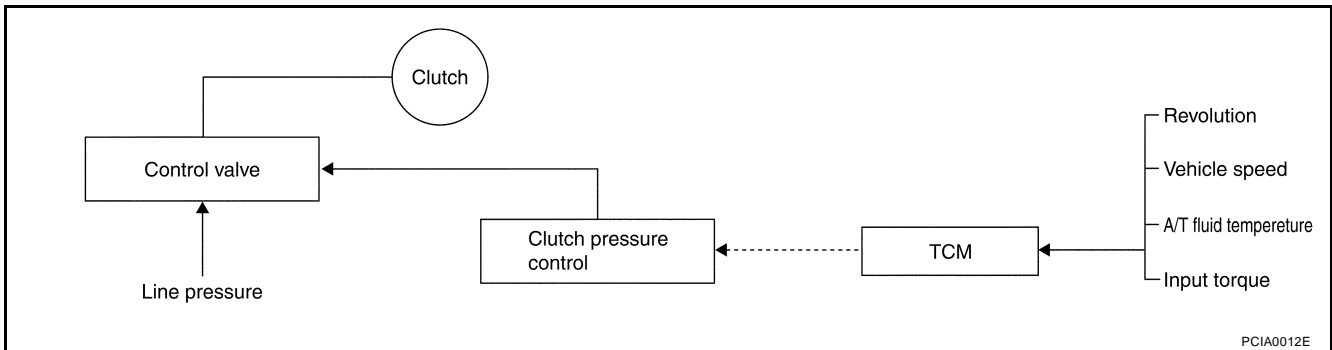 Clutch
Control valve
Line pressure
Clutch pressure
control
TCM
Revolution
Vehicle speed
A/T fluid tempereture
Input torque
PCIA0012E